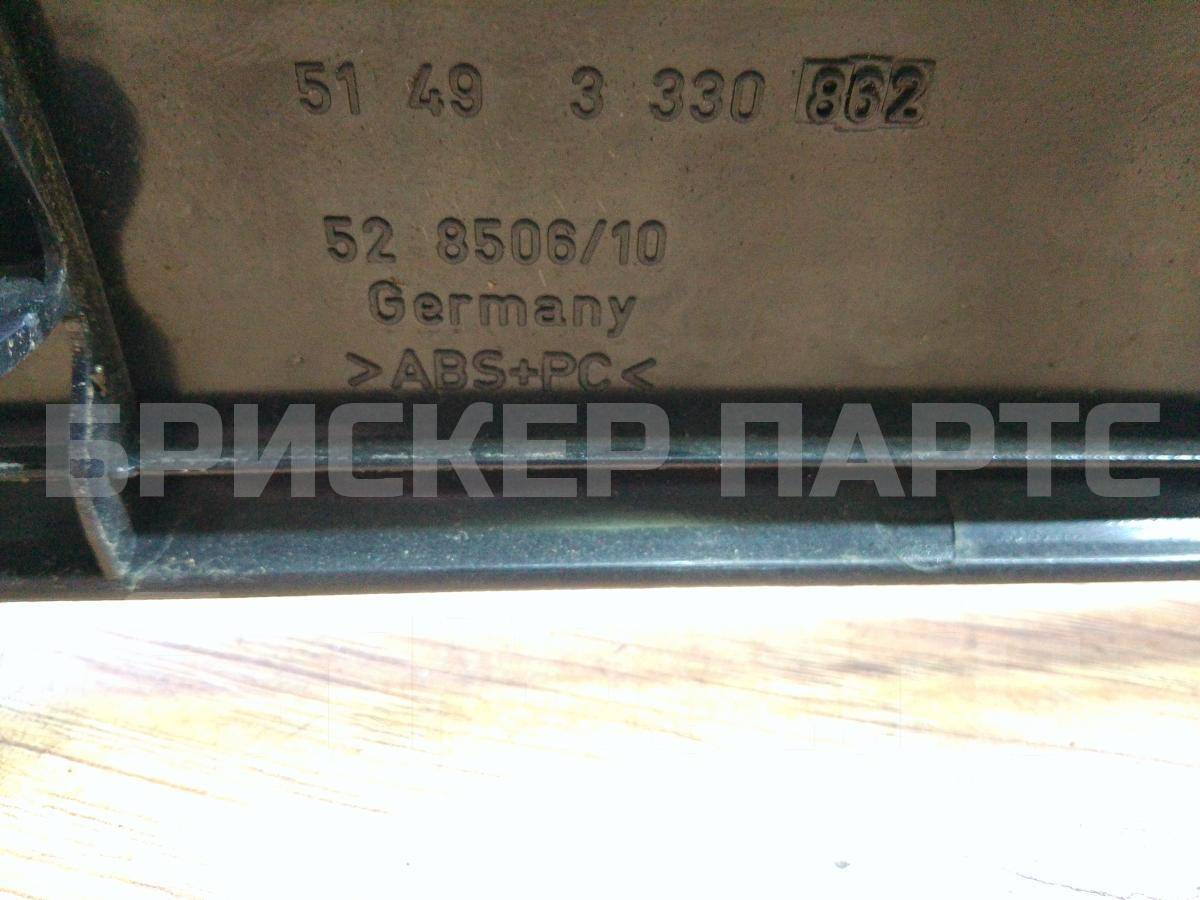 51 49 3 330 862
52 8506/10
Germany
>ABS+PC<
БРИСКЕР ПАРТС